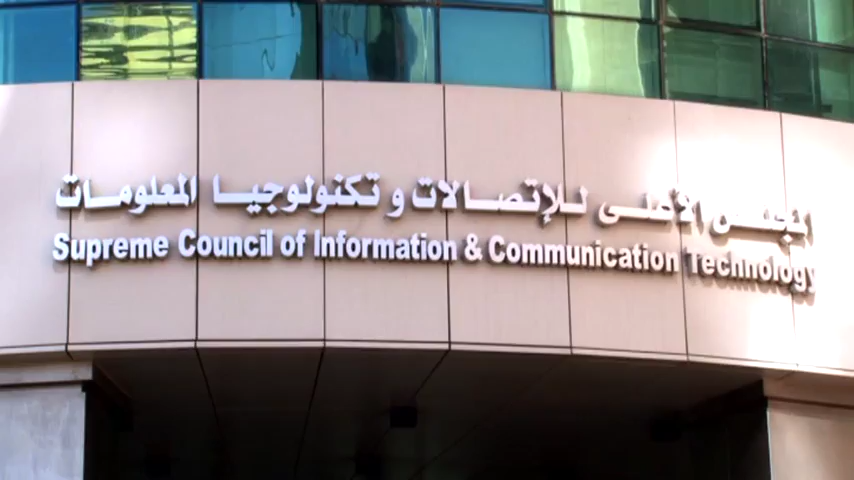 المجلس الأعلى للإتصالات و تكنولوجيا المعلومات
Supreme Council of Information & Communication Technology